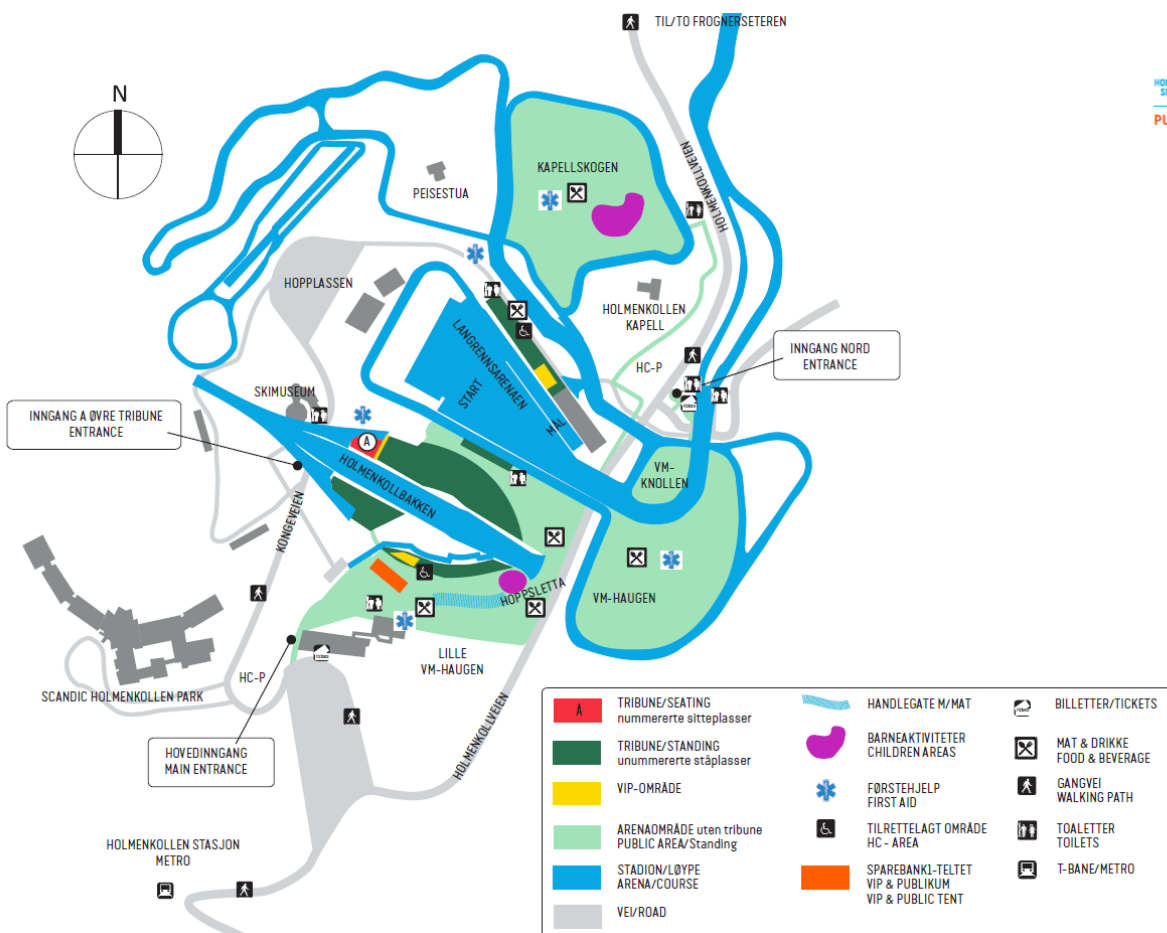 TIL/TO FROGNERSETEREN
N
KAPELLSKOGEN
HOLMENKOLLVEIEN
PEISESTUA
HOPPLASSEN
HOLMENKOLLEN
KAPELL
LANGRENNSARENAEN
START
MÅL
HC-P
INNGANG NORD
ENTRANCE
SKIMUSEUM
INNGANG A ØVRE TRIBUNE
ENTRANCE
A
HOLMENKOLLBAKKEN
VM-
KNOLLEN
KONGEVEIEN
VM-HAUGEN
HOPPSLETTA
LILLE
VM-HAUGEN
HC-P
SCANDIC HOLMENKOLLEN PARK
HOLMENKOLLVEIEN
HOVEDINNGANG
MAIN ENTRANCE
HOLMENKOLLEN STASJON
METRO
A
TRIBUNE/SEATING
nummererte sitteplasser
TRIBUNE/STANDING
unummererte ståplasser
VIP-OMRÅDE
ARENAOMRÅDE uten tribune
PUBLIC AREA/Standing
STADION/LØYPE
ARENA/COURSE
VEI/ROAD
HANDLEGATE M/MAT
BARNEAKTIVITETER
CHILDREN AREAS
FØRSTEHJELP
FIRST AID
TILRETTELAGT OMRÅDE
HC - AREA
SPAREBANK1-TELTET
VIP & PUBLIKUM
VIP & PUBLIC TENT
BILLETTER/TICKETS
MAT & DRIKKE
FOOD & BEVERAGE
GANGVEI
WALKING PATH
TOALETTER
TOILETS
T-BANE/METRO